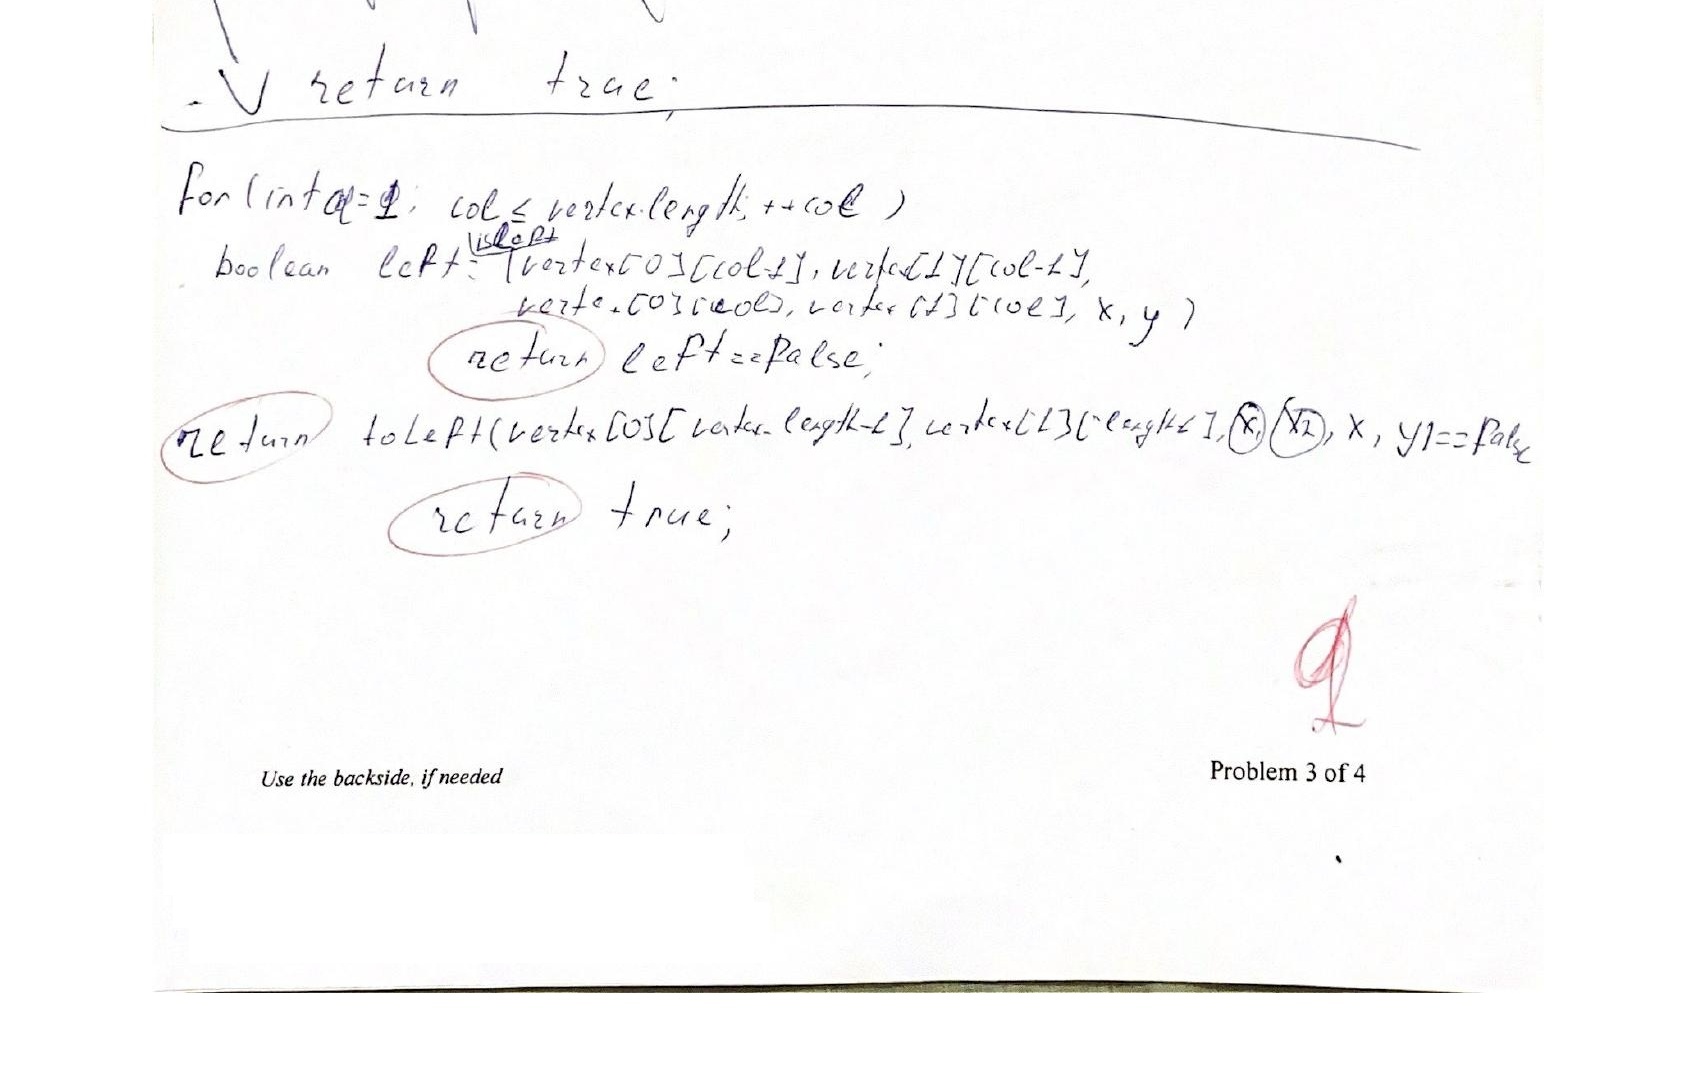 return true;
for (int col=1; col ≤ vertex.length; ++col )
isLeft
boolean left = (vertex[0][col-1], vertex[1][col-1],
vertex[0][col], vertex[1][col], x, y )
return left==false;
return toLeft(vertex[0][vertex.length-1], vertex[1][length-1], x, y)==false
return true;
Use the backside, if needed
Problem 3 of 4